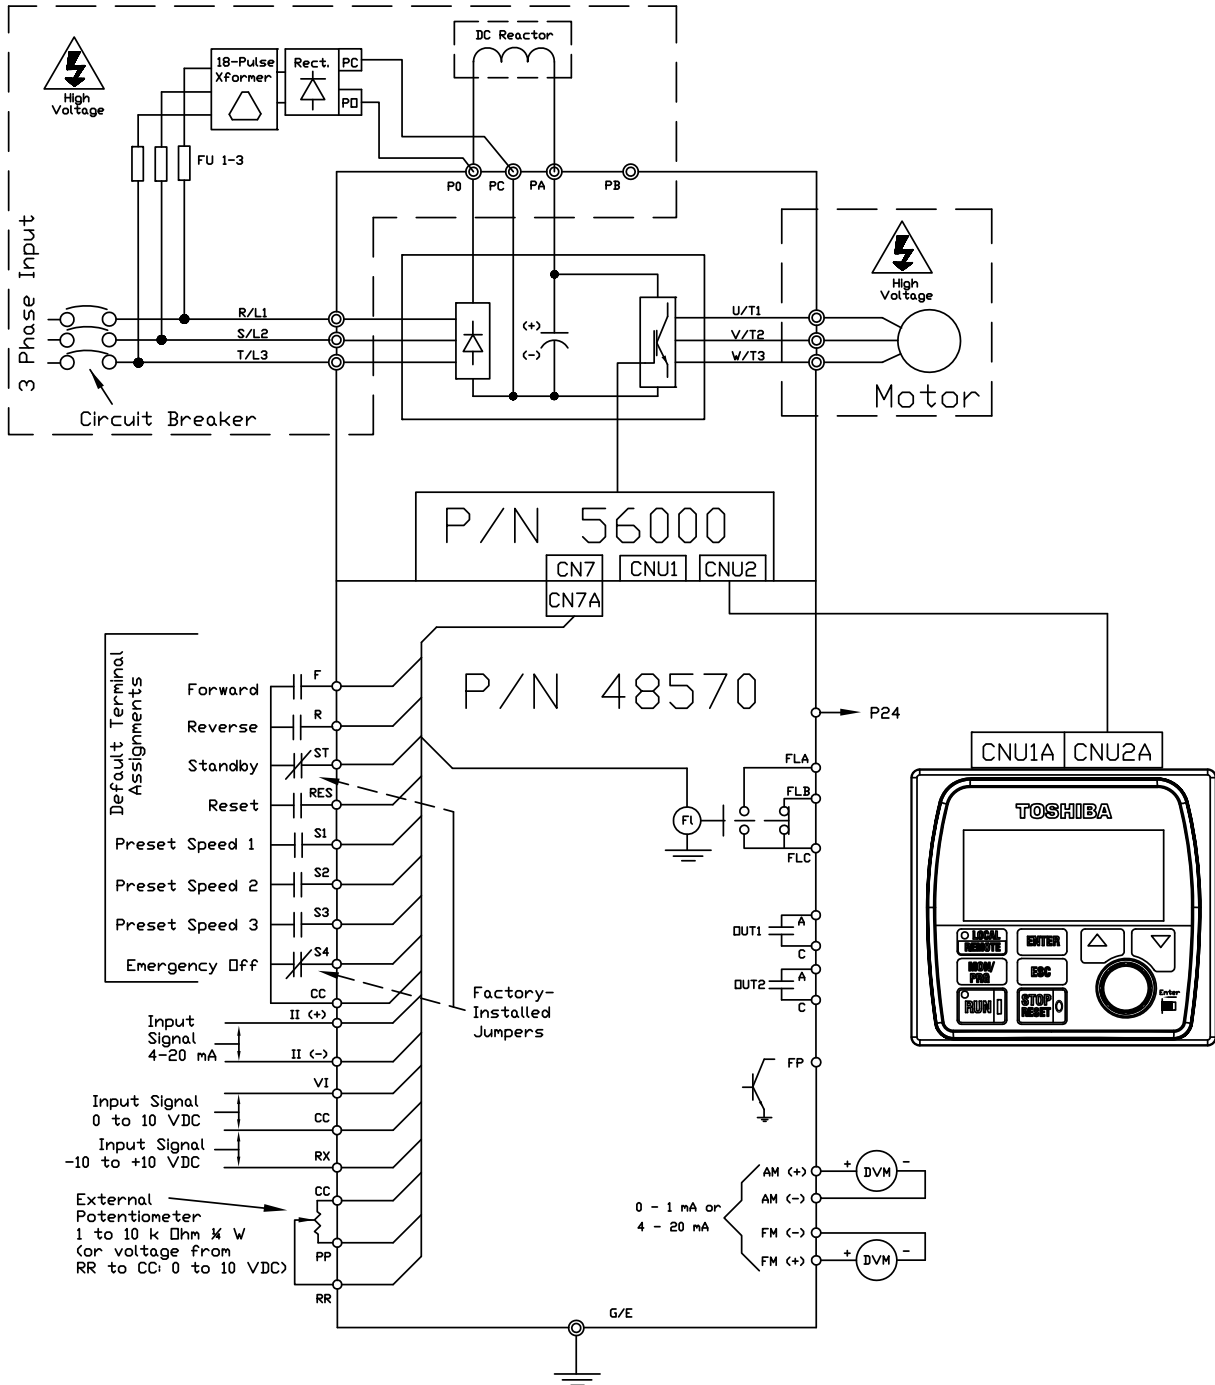 DC Reactor
18-Pulse
Xformer
Rect.
PC
PO
High
Voltage
FU 1-3
PO
PC
PA
PB
3 Phase Input
R/L1
S/L2
T/L3
Circuit Breaker
(+)
(-)
U/T1
V/T2
W/T3
High
Voltage
Motor
P/N 56000
CN7
CNU1
CNU2
CN7A
P/N 48570
Default Terminal
Assignments
Forward
F
Reverse
R
Standby
ST
Reset
RES
Preset Speed 1
S1
Preset Speed 2
S2
Preset Speed 3
S3
Emergency Off
S4
CC
Factory-
Installed
Jumpers
Input
Signal
4-20 mA
II (+)
II (-)
VI
Input Signal
0 to 10 VDC
CC
Input Signal
-10 to +10 VDC
RX
External
Potentiometer
1 to 10 k Ohm ¼ W
(or voltage from
RR to CC: 0 to 10 VDC)
CC
PP
RR
P24
FLA
FLB
Fl
FLC
OUT1
A
C
OUT2
A
C
FP
0 - 1 mA or
4 - 20 mA
AM (+)
AM (-)
FM (-)
FM (+)
+
DVM
-
+
DVM
-
G/E
CNU1A
CNU2A
TOSHIBA
LOCAL
REMOTE
ENTER
MON/
PRG
ESC
RUN
STOP
RESET
Enter